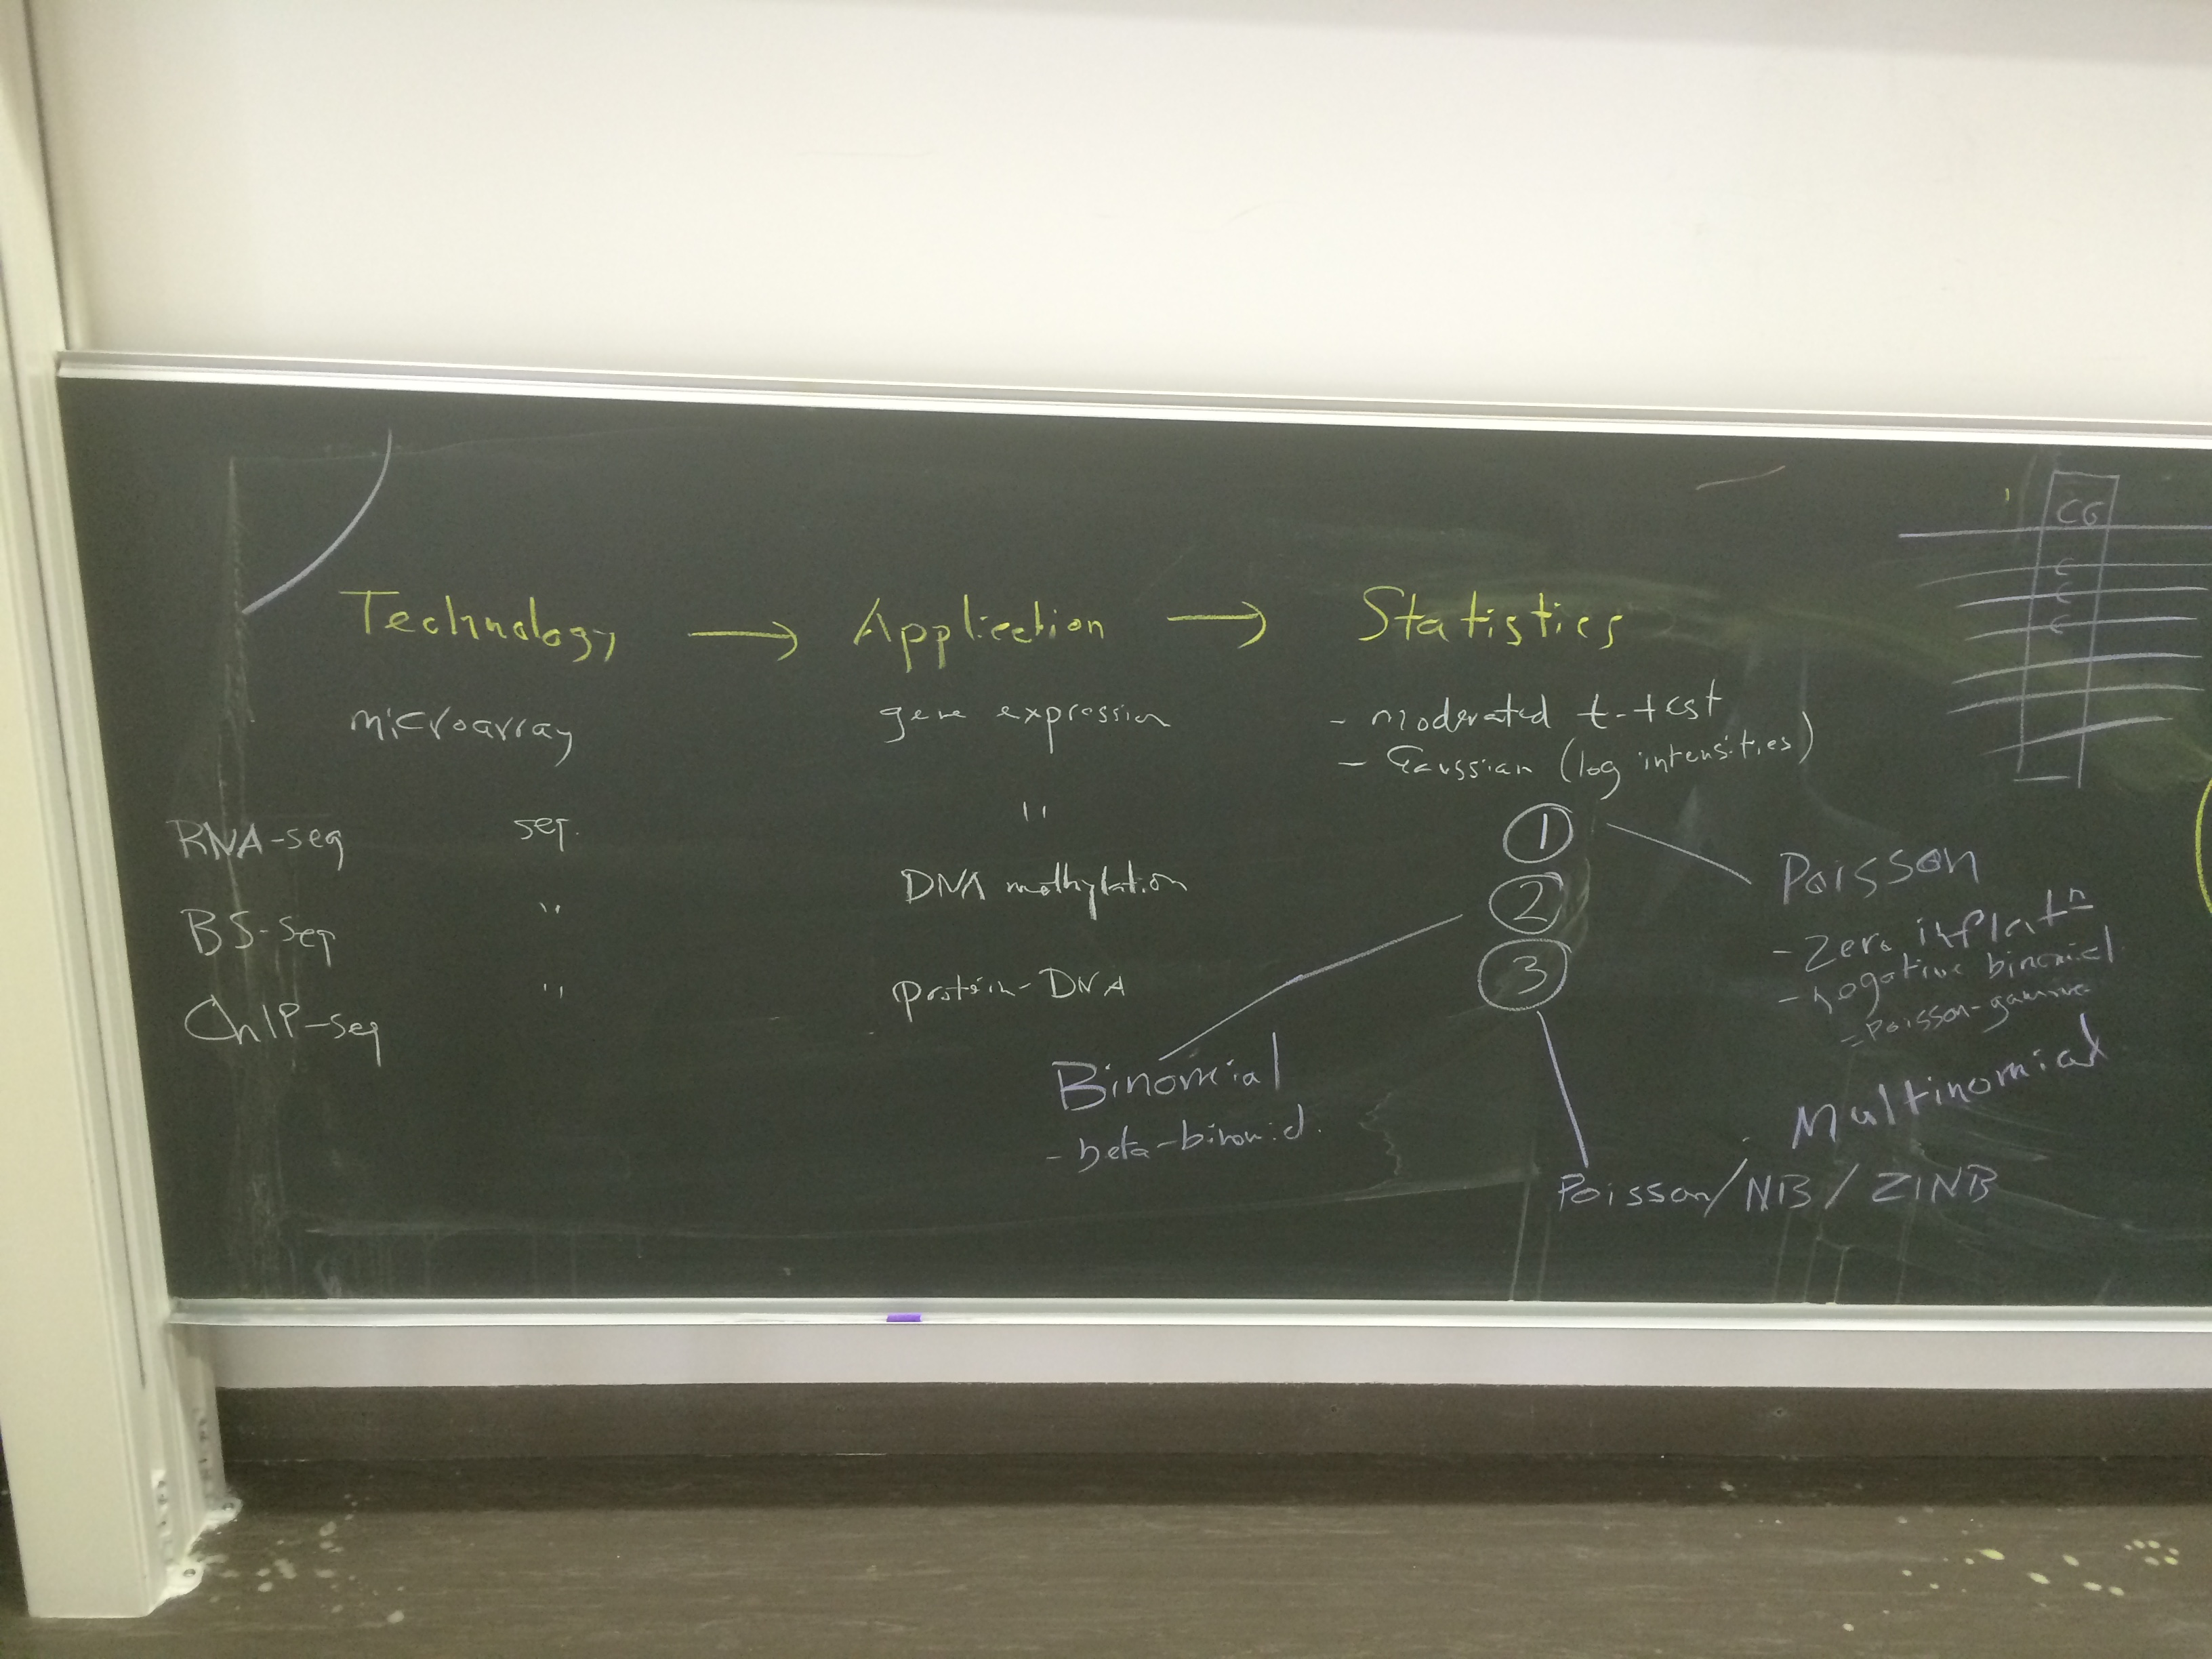 Technology → Application → Statistics
microarray gene expression - moderated t-test
- Gaussian (log intensities)
RNA-seq seq. " ①
BS-seq " DNA methylation ②
ChIP-seq " protein-DNA ③
Poisson
- Zero inflatn
- negative binomial
= Poisson-gamma
Multinomial
Binomial
- beta-binomial.
Poisson/NB/ZINB
CG
C
C
C